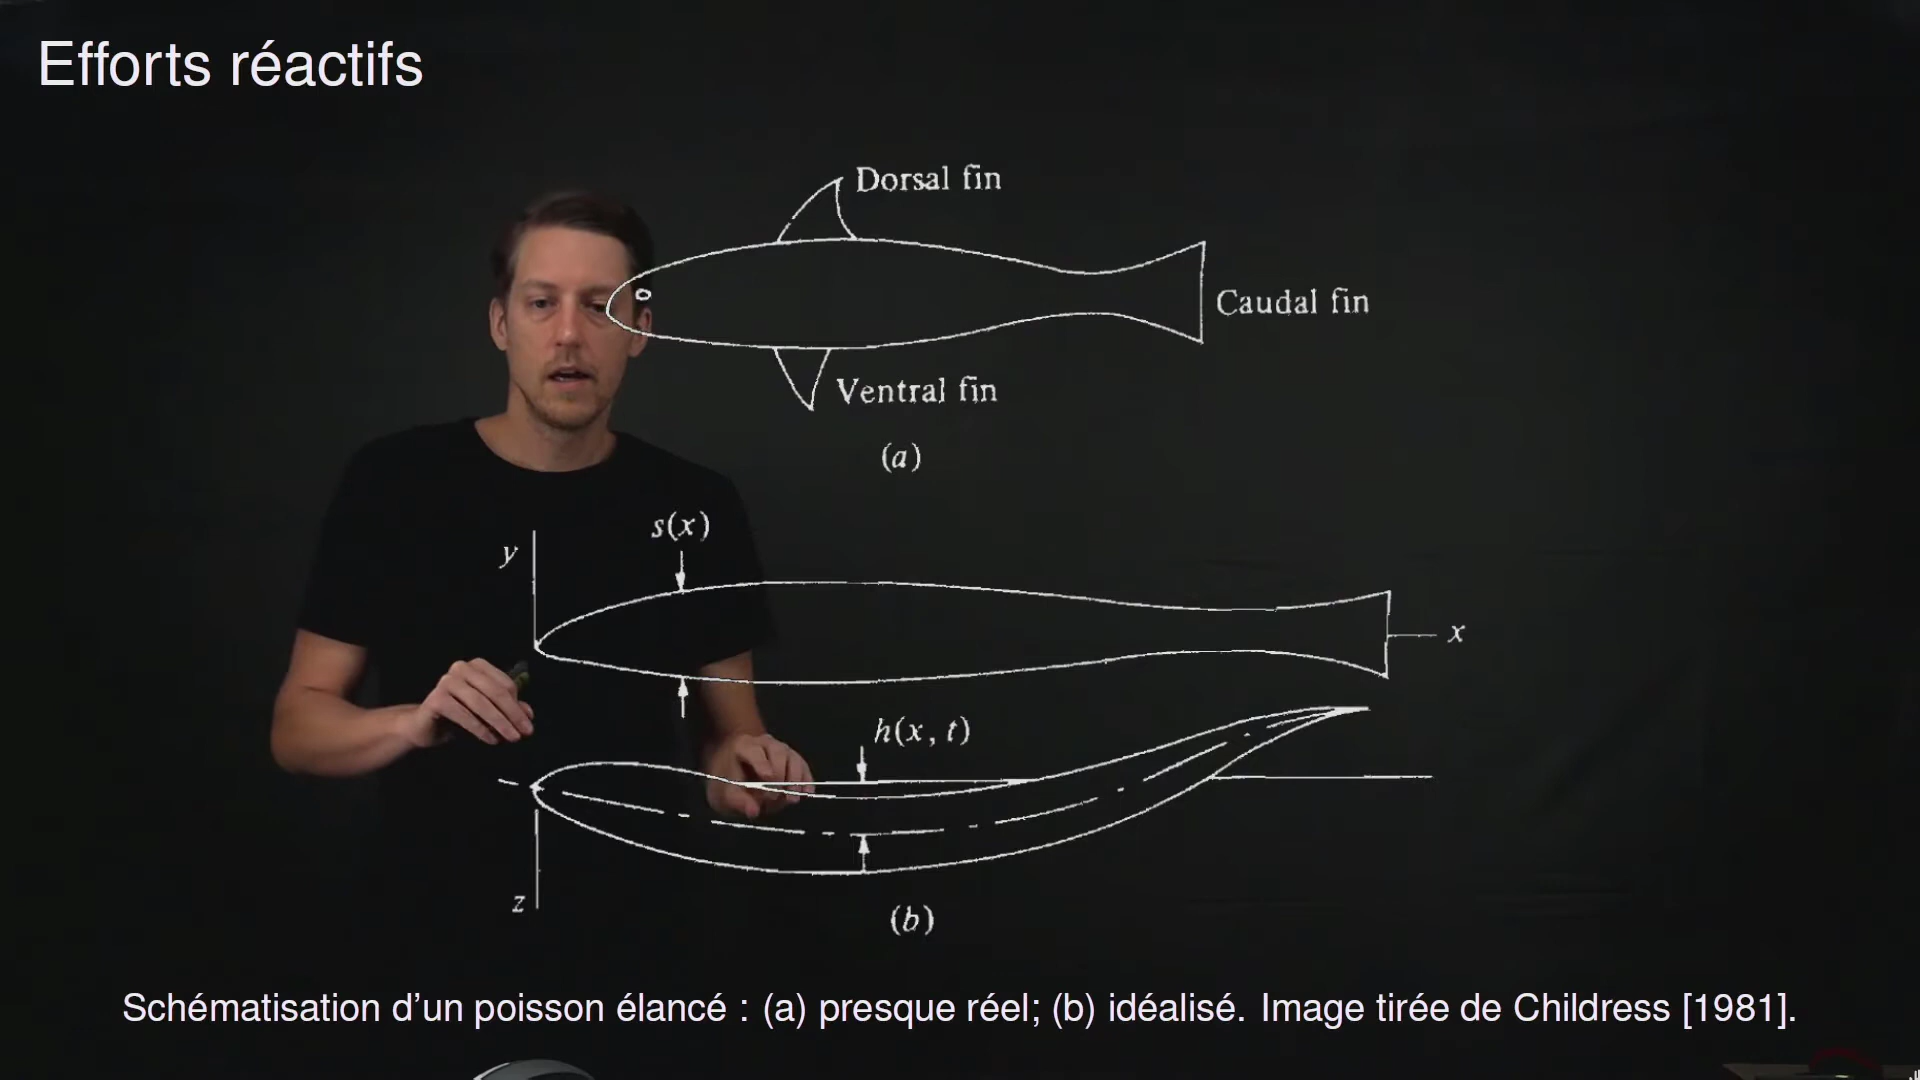 Efforts réactifs
Dorsal fin
Caudal fin
Ventral fin
(a)
s(x)
y
x
h(x, t)
z
(b)
Schématisation d'un poisson élancé : (a) presque réel; (b) idéalisé. Image tirée de Childress [1981].